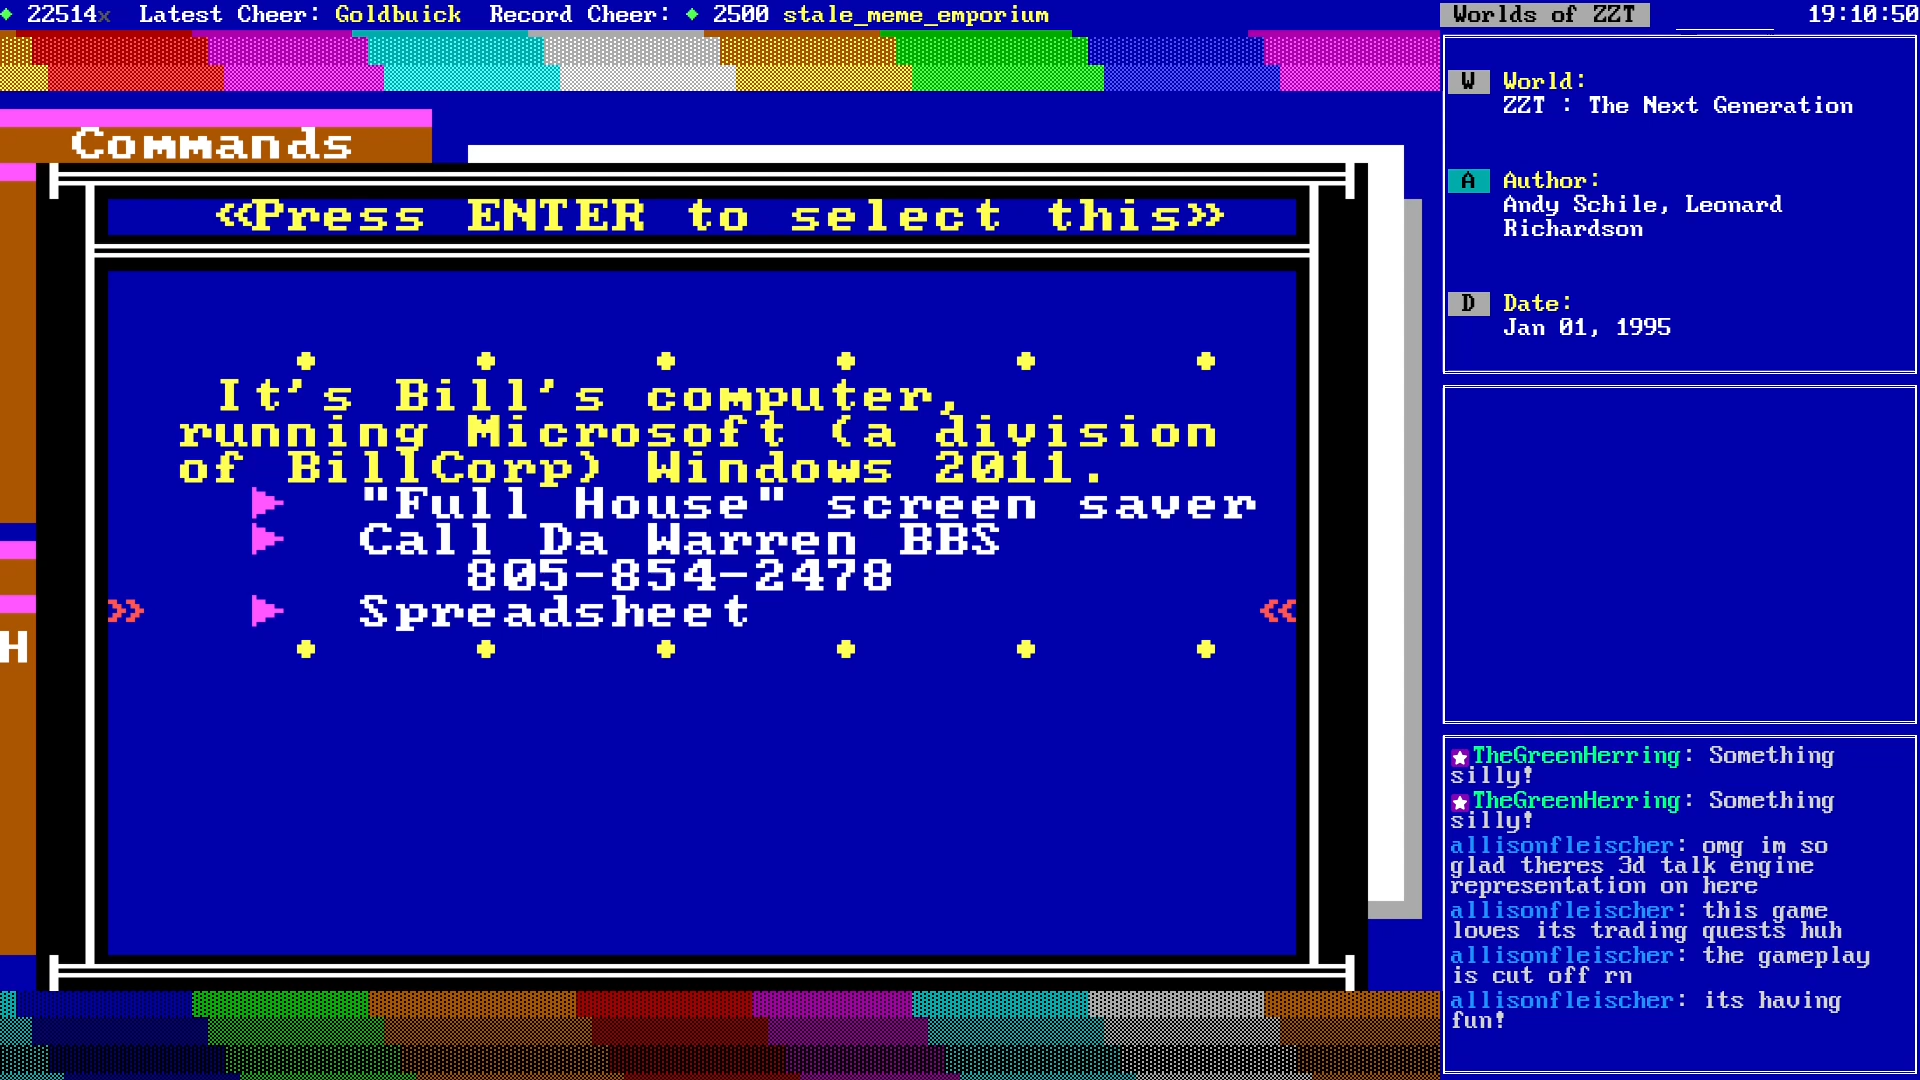 22514x Latest Cheer: Goldbuick Record Cheer: 2500 stale_meme_emporium
Worlds of ZZT 19:10:50
Commands
«Press ENTER to select this»
It's Bill's computer,
running Microsoft (a division
of BillCorp) Windows 2011.
"Full House" screen saver
Call Da Warren BBS
805-854-2478
Spreadsheet
H
W World:
ZZT : The Next Generation
A Author:
Andy Schile, Leonard
Richardson
D Date:
Jan 01, 1995
TheGreenHerring: Something
silly!
TheGreenHerring: Something
silly!
allisonfleischer: omg im so
glad theres 3d talk engine
representation on here
allisonfleischer: this game
loves its trading quests huh
allisonfleischer: the gameplay
is cut off rn
allisonfleischer: its having
fun!